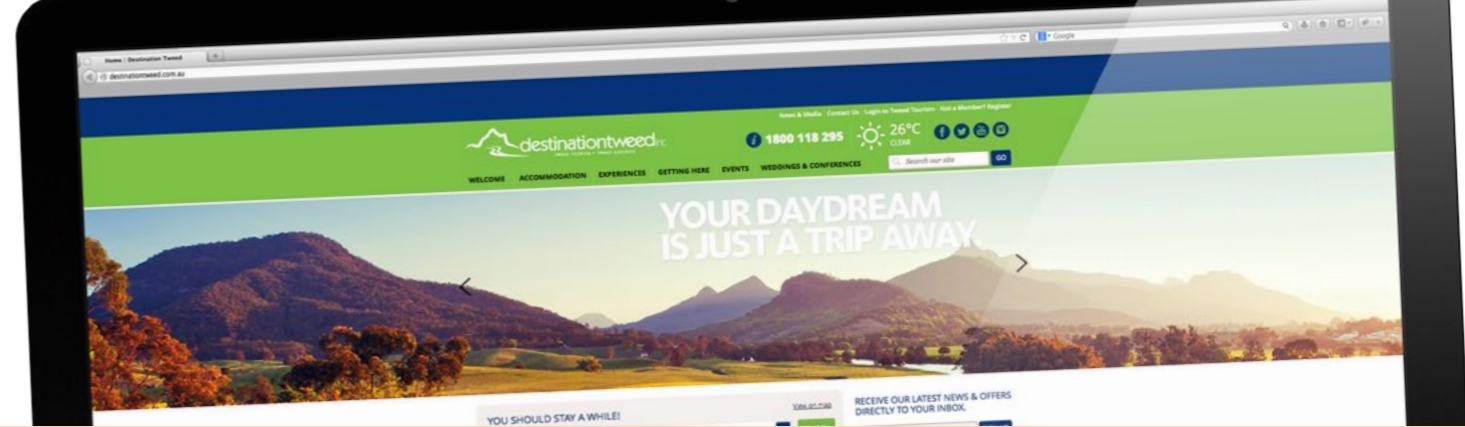 Home | Destination Tweed
destinationtweed.com.au
Google
News & Media Contact Us Login to Tweed Tourism Not a Member? Register
destinationtweed inc
1800 118 295
26°C
CLEAR
WELCOME ACCOMMODATION EXPERIENCES GETTING HERE EVENTS WEDDINGS & CONFERENCES
Search our site
GO
YOUR DAYDREAM
IS JUST A TRIP AWAY.
YOU SHOULD STAY A WHILE!
View on map
RECEIVE OUR LATEST NEWS & OFFERS
DIRECTLY TO YOUR INBOX.